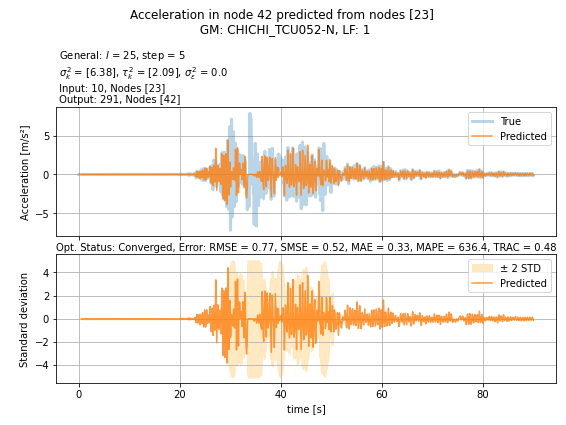 Acceleration in node 42 predicted from nodes [23]
GM: CHICHI_TCU052-N, LF: 1
General: l = 25, step = 5
σ²ₖ = [6.38], τ²ₖ = [2.09], σ²ε = 0.0
Input: 10, Nodes [23]
Output: 291, Nodes [42]
Acceleration [m/s²]
5
0
−5
True
Predicted
Opt. Status: Converged, Error: RMSE = 0.77, SMSE = 0.52, MAE = 0.33, MAPE = 636.4, TRAC = 0.48
Standard deviation
4
2
0
−2
−4
± 2 STD
Predicted
0 20 40 60 80
time [s]